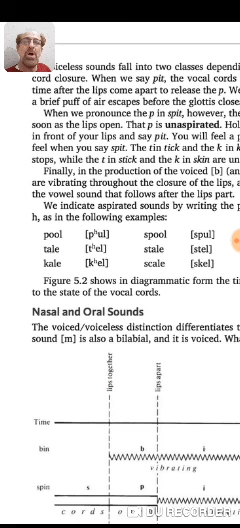 iceless sounds fall into two classes dependi
cord closure. When we say pit, the vocal cords
time after the lips come apart to release the p. We
a brief puff of air escapes before the glottis close
When we pronounce the p in spit, however, the
soon as the lips open. That p is unaspirated. Hol
in front of your lips and say pit. You will feel a p
feel when you say spit. The t in tick and the k in k
stops, while the t in stick and the k in skin are un
Finally, in the production of the voiced [b] (an
are vibrating throughout the closure of the lips, a
the vowel sound that follows after the lips part.
We indicate aspirated sounds by writing the p
h, as in the following examples:
pool [pʰul] spool [spul]
tale [tʰel] stale [stel]
kale [kʰel] scale [skel]
Figure 5.2 shows in diagrammatic form the ti
to the state of the vocal cords.
Nasal and Oral Sounds
The voiced/voiceless distinction differentiates t
sound [m] is also a bilabial, and it is voiced. Wha
lips together
lips apart
Time
bin b i
vibrating
spin s p i
cords
DU RECORDER